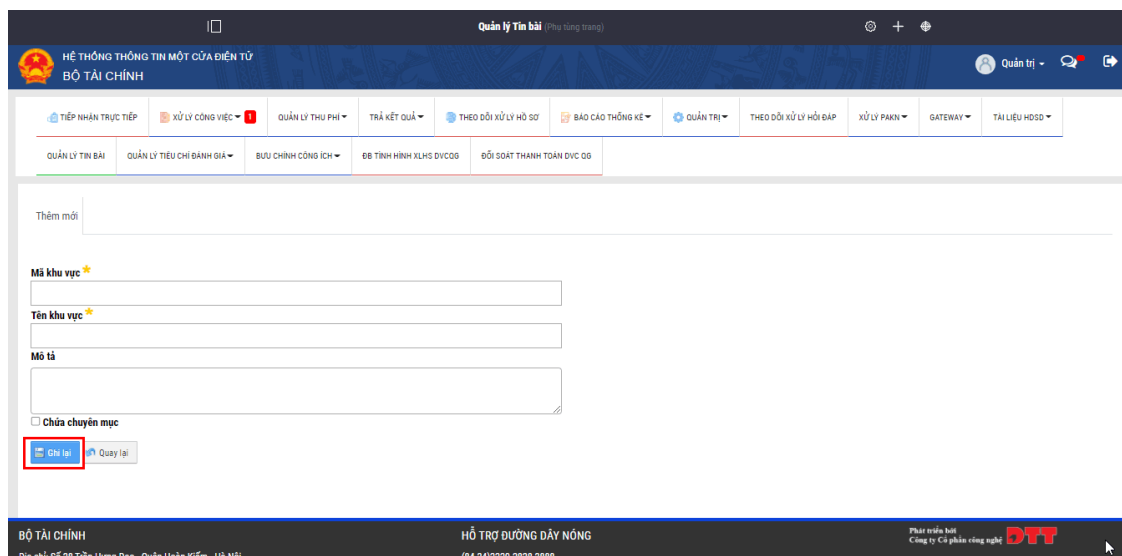 Quản lý Tin bài (Phụ tùng trang)
HỆ THỐNG THÔNG TIN MỘT CỬA ĐIỆN TỬ
BỘ TÀI CHÍNH
Quản trị
TIẾP NHẬN TRỰC TIẾP XỬ LÝ CÔNG VIỆC 1 QUẢN LÝ THU PHÍ TRẢ KẾT QUẢ THEO DÕI XỬ LÝ HỒ SƠ BÁO CÁO THỐNG KÊ QUẢN TRỊ THEO DÕI XỬ LÝ HỎI ĐÁP XỬ LÝ PAKN GATEWAY TÀI LIỆU HDSD
QUẢN LÝ TIN BÀI QUẢN LÝ TIÊU CHÍ ĐÁNH GIÁ BƯU CHÍNH CÔNG ÍCH ĐB TÌNH HÌNH XLHS DVCQG ĐỐI SOÁT THANH TOÁN DVC QG
Thêm mới
Mã khu vực
Tên khu vực
Mô tả
Chứa chuyên mục
Ghi lại Quay lại
BỘ TÀI CHÍNH HỖ TRỢ ĐƯỜNG DÂY NÓNG Phát triển bởi
Công ty Cổ phần công nghệ DTT